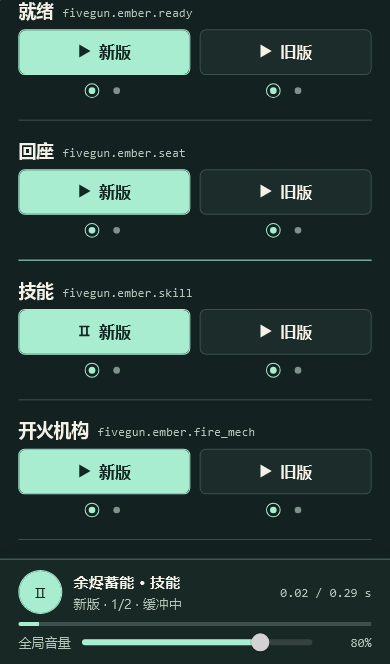 就绪 fivegun.ember.ready
新版 旧版
回座 fivegun.ember.seat
新版 旧版
技能 fivegun.ember.skill
新版 旧版
开火机构 fivegun.ember.fire_mech
新版 旧版
余烬蓄能·技能
新版·1/2·缓冲中
0.02 / 0.29 s
全局音量 80%